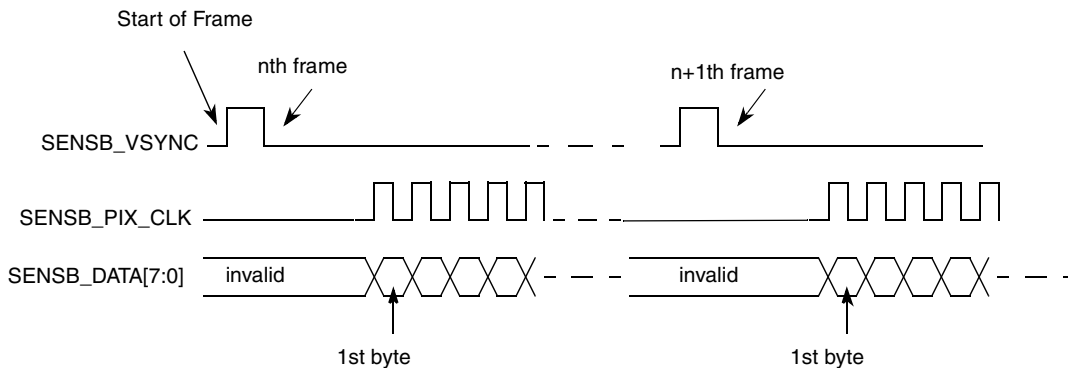 Start of Frame
nth frame
n+1th frame
SENSB_VSYNC
SENSB_PIX_CLK
SENSB_DATA[7:0]
invalid
invalid
1st byte
1st byte